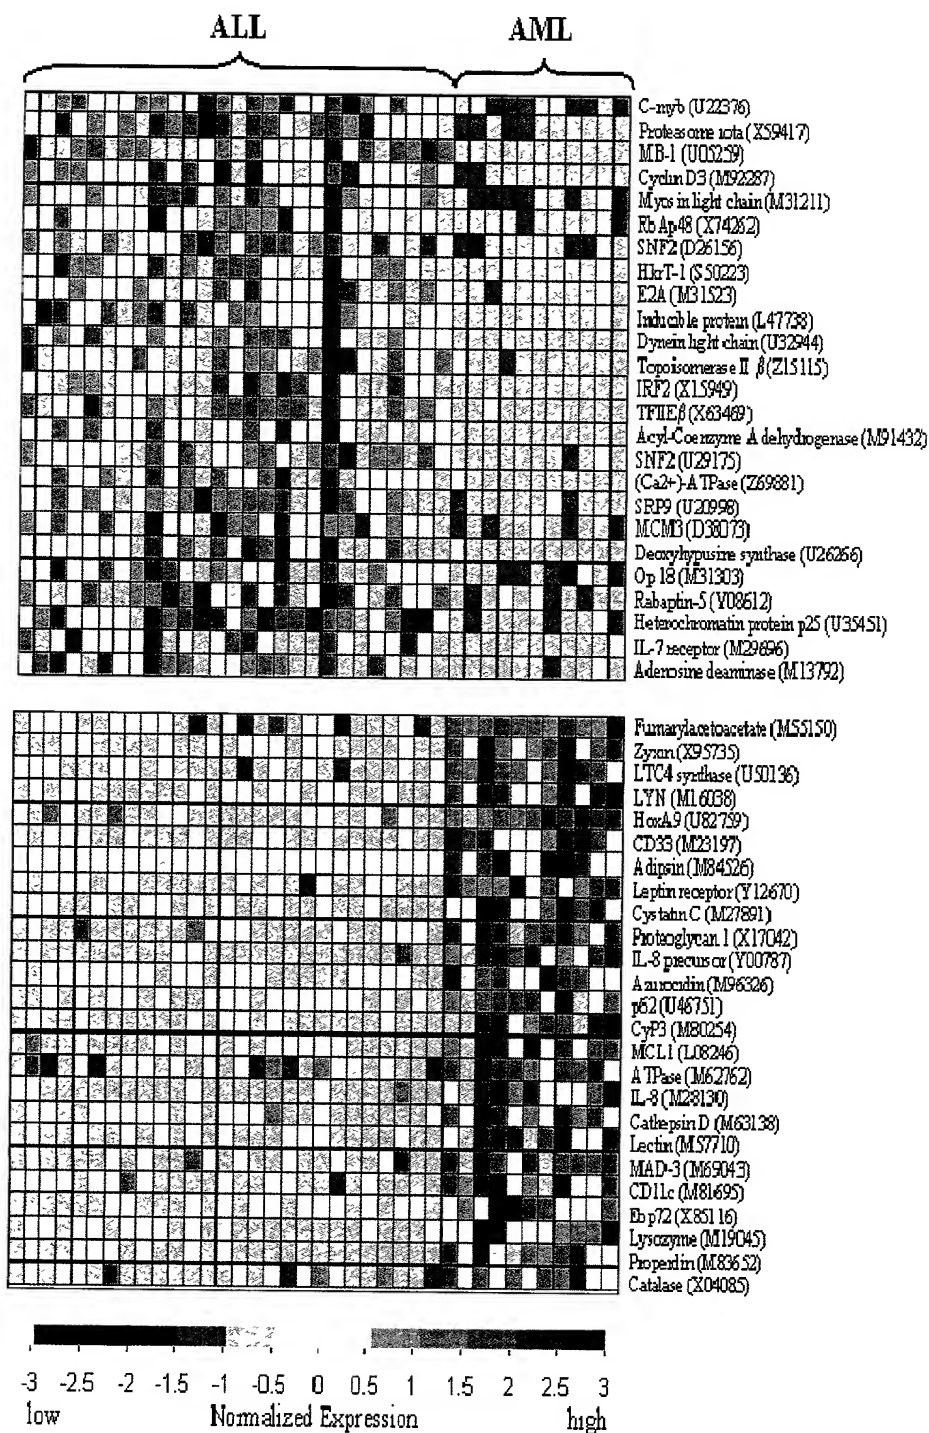 ALL AML
C-myb (U22376)
Proteasome iota (X59417)
MB-1 (U05259)
Cyclin D3 (M92287)
Myosin light chain (M31211)
RbAp48 (X74262)
SNF2 (D26156)
HkrT-1 (S50223)
E2A (M31523)
Inducible protein (L47738)
Dynein light chain (U32944)
Topoisomerase II β (Z15115)
IRF2 (X15949)
TFIIEβ (X63469)
Acyl-Coenzyme A dehydrogenase (M91432)
SNF2 (U29175)
(Ca2+)-ATPase (Z69881)
SRP9 (U20998)
MCM3 (D38073)
Deoxyhypusine synthase (U26266)
Op 18 (M31303)
Rabaptin-5 (Y08612)
Heterochromatin protein p25 (U35451)
IL-7 receptor (M29696)
Adenosine deaminase (M13792)
Fumarylacetoacetate (M55150)
Zyxin (X95735)
LTC4 synthase (U50136)
LYN (M16038)
HoxA9 (U82759)
CD33 (M23197)
Adipsin (M84526)
Leptin receptor (Y12670)
Cystatin C (M27891)
Proteoglycan 1 (X17042)
IL-8 precursor (Y00787)
Azurocidin (M96326)
p62 (U46751)
CyP3 (M80254)
MCL1 (L08246)
ATPase (M62762)
IL-8 (M28130)
Cathepsin D (M63138)
Lectin (M57710)
MAD-3 (M69043)
CD11c (M81695)
Ebp72 (X85116)
Lysozyme (M19045)
Properdin (M83652)
Catalase (X04085)
-3 -2.5 -2 -1.5 -1 -0.5 0 0.5 1 1.5 2 2.5 3
low Normalized Expression high